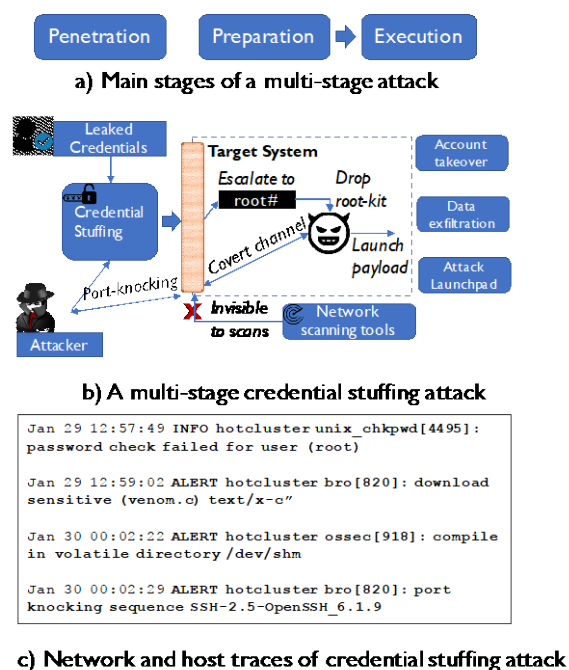 Penetration
Preparation
Execution
a) Main stages of a multi-stage attack
Leaked
Credentials
Target System
Account
takeover
Escalate to
Drop
root#
root-kit
Credential
Stuffing
Data
exfiltration
Covert channel
Launch
payload
Port-knocking
Attack
Launchpad
Invisible
to scans
Network
scanning tools
Attacker
b) A multi-stage credential stuffing attack
Jan 29 12:57:49 INFO hotcluster unix_chkpwd[4495]:
password check failed for user (root)
Jan 29 12:59:02 ALERT hotcluster bro[820]: download
sensitive (venom.c) text/x-c”
Jan 30 00:02:22 ALERT hotcluster ossec[918]: compile
in volatile directory /dev/shm
Jan 30 00:02:29 ALERT hotcluster bro[820]: port
knocking sequence SSH-2.5-OpenSSH_6.1.9
c) Network and host traces of credential stuffing attack